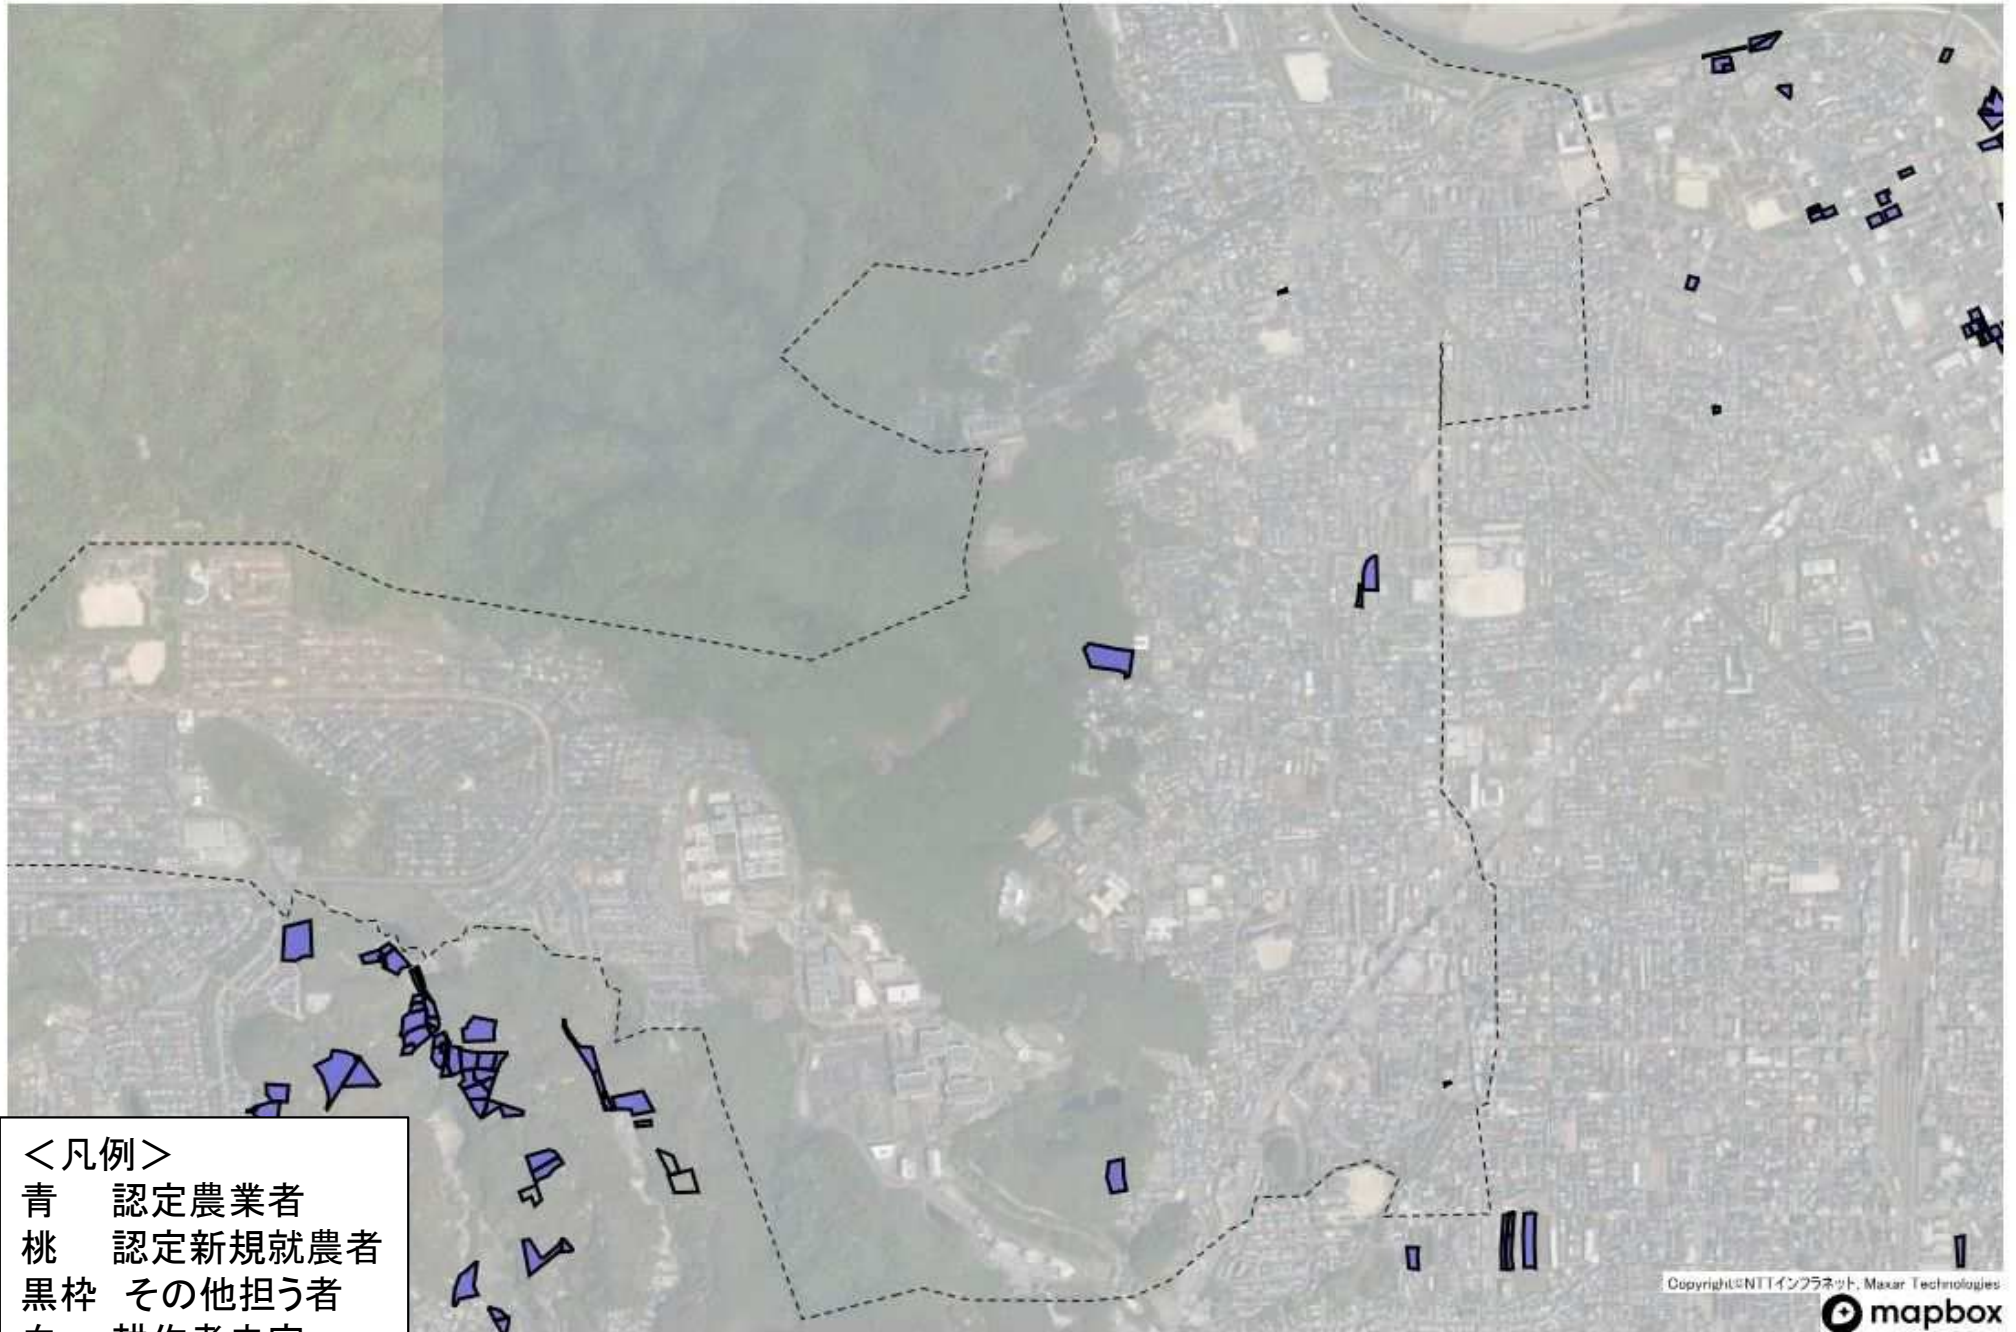 Copyright:©NTTインフラネット, Maxar Technologies
mapbox
＜凡例＞
青　認定農業者
桃　認定新規就農者
黒枠 その他担う者